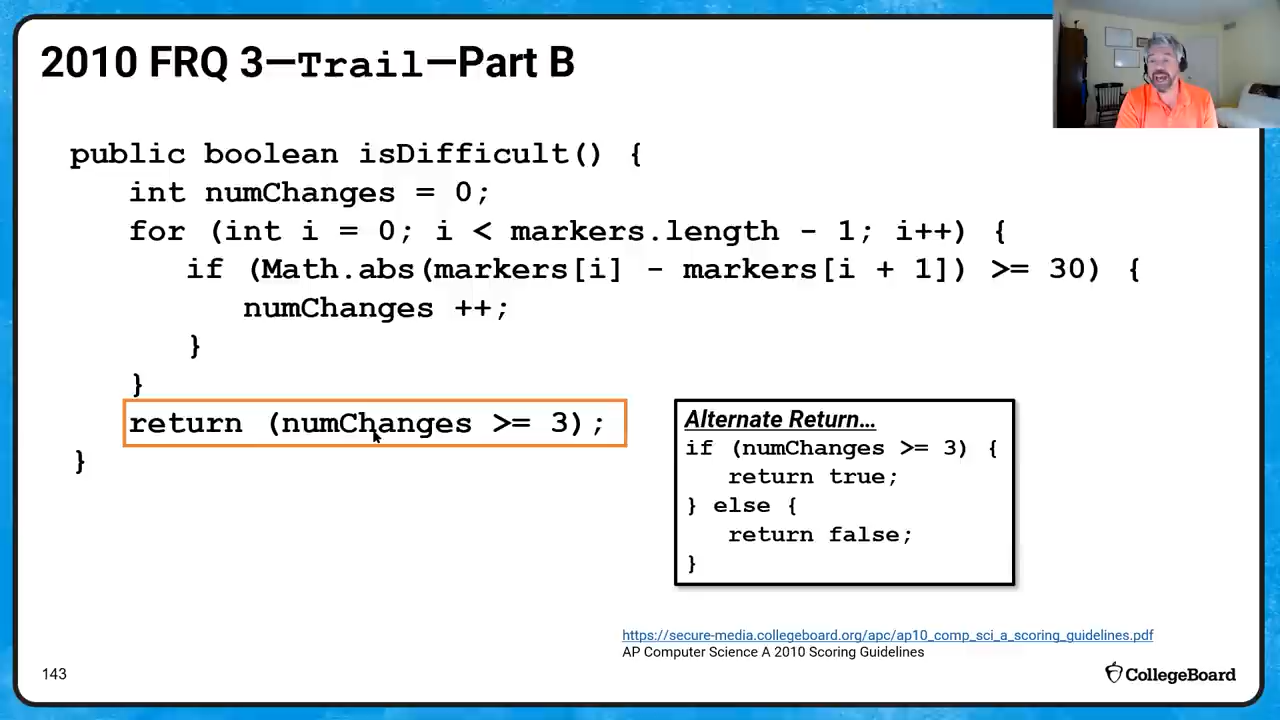 2010 FRQ 3—Trail—Part B
public boolean isDifficult() {
int numChanges = 0;
for (int i = 0; i < markers.length - 1; i++) {
if (Math.abs(markers[i] - markers[i + 1]) >= 30) {
numChanges ++;
}
}
return (numChanges >= 3);
}
Alternate Return…
if (numChanges >= 3) {
return true;
} else {
return false;
}
https://secure-media.collegeboard.org/apc/ap10_comp_sci_a_scoring_guidelines.pdf
AP Computer Science A 2010 Scoring Guidelines
143
CollegeBoard